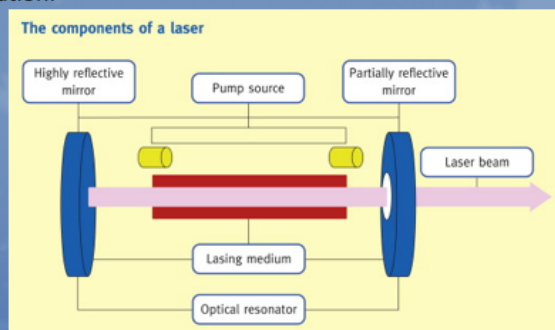 The components of a laser
Highly reflective
mirror
Pump source
Partially reflective
mirror
Laser beam
Lasing medium
Optical resonator